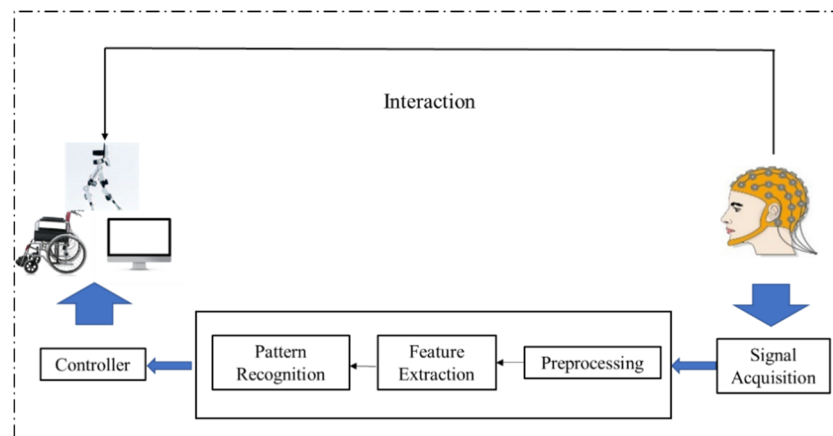 Interaction
Controller
Pattern
Recognition
Feature
Extraction
Preprocessing
Signal
Acquisition